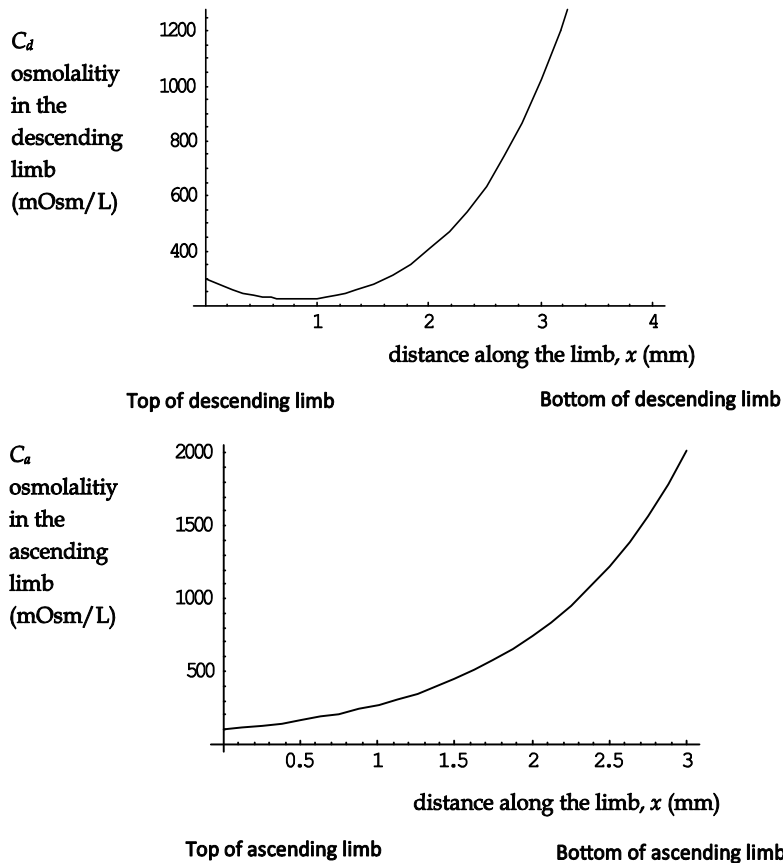 C_d
osmolalitiy
in the
descending
limb
(mOsm/L)
1200
1000
800
600
400
1 2 3 4
distance along the limb, x (mm)
Top of descending limb Bottom of descending limb
C_a
osmolalitiy
in the
ascending
limb
(mOsm/L)
2000
1500
1000
500
0.5 1 1.5 2 2.5 3
distance along the limb, x (mm)
Top of ascending limb Bottom of ascending limb